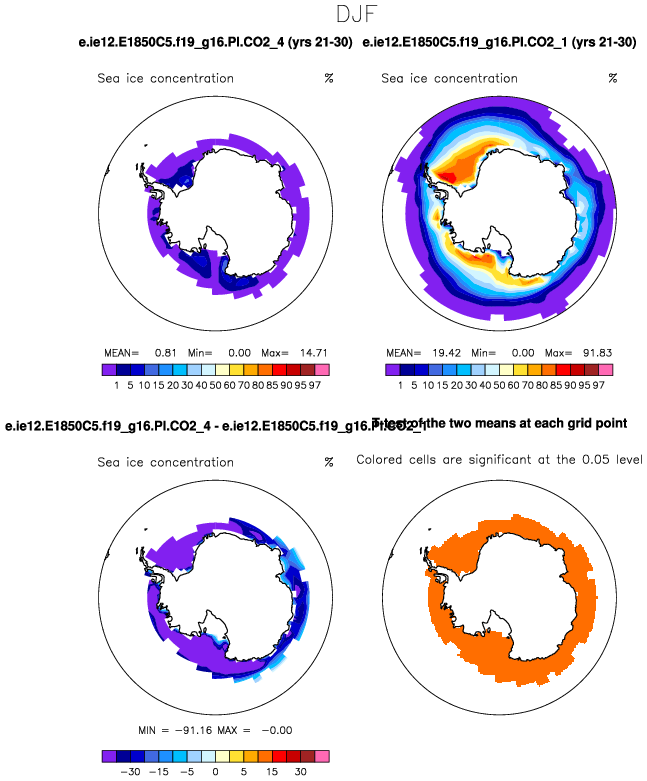 DJF
e.ie12.E1850C5.f19_g16.PI.CO2_4 (yrs 21-30) e.ie12.E1850C5.f19_g16.PI.CO2_1 (yrs 21-30)
Sea ice concentration % Sea ice concentration %
MEAN= 0.81 Min= 0.00 Max= 14.71 MEAN= 19.42 Min= 0.00 Max= 91.83
1 5 10 15 20 30 40 50 60 70 80 85 90 95 97 1 5 10 15 20 30 40 50 60 70 80 85 90 95 97
e.ie12.E1850C5.f19_g16.PI.CO2_4 - e.ie12.E1850C5.f19_g16.PI.CO2_1 T-test of the two means at each grid point
Sea ice concentration % Colored cells are significant at the 0.05 level
MIN = -91.16 MAX = -0.00
-30 -15 -5 0 5 15 30